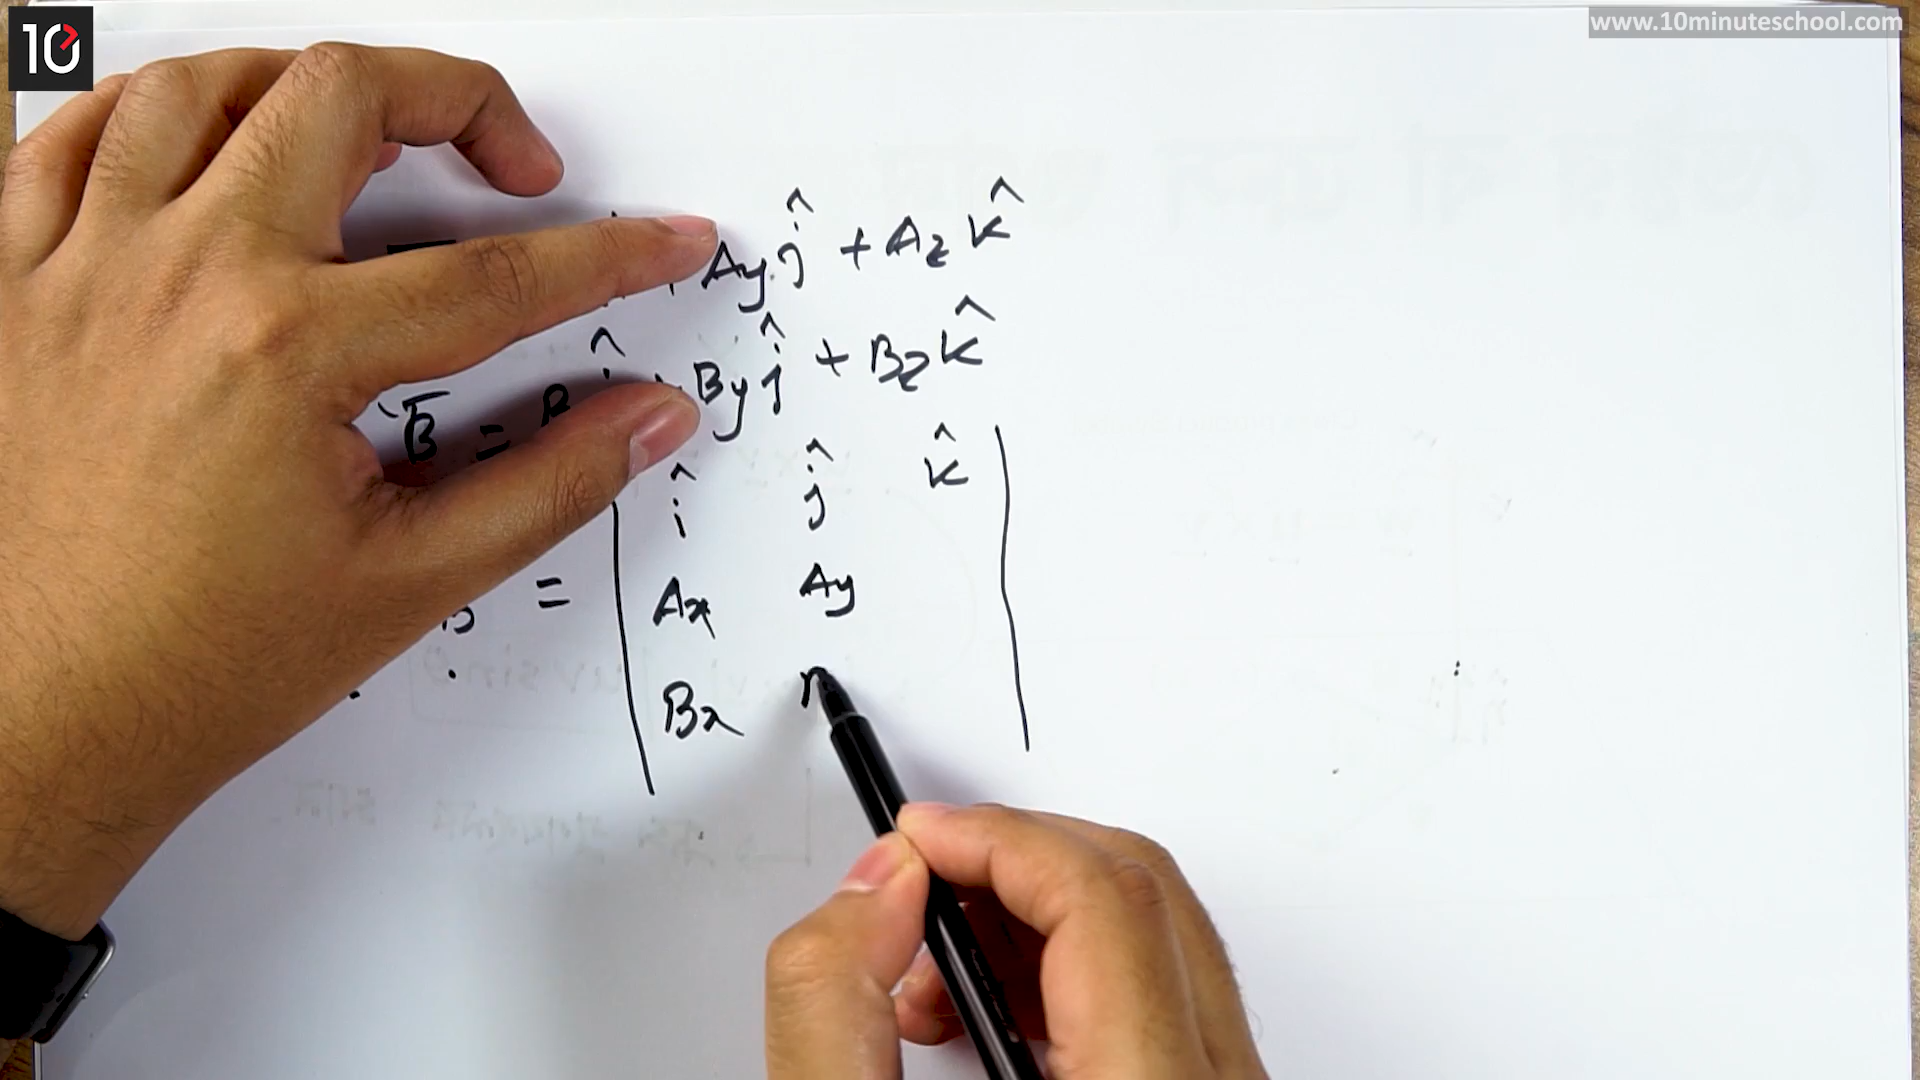 10
www.10minuteschool.com
Ay ĵ + Az k̂
B̅ = î + By ĵ + Bz k̂
î ĵ k̂
B = Ax Ay
Bx